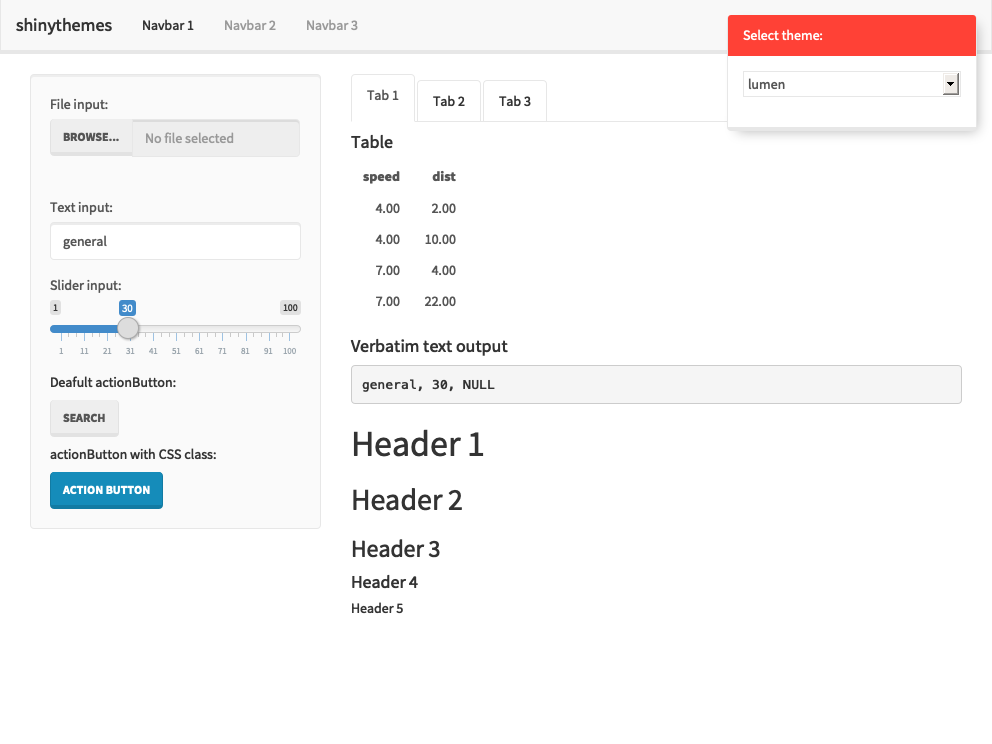 shinythemes Navbar 1 Navbar 2 Navbar 3
Select theme:
lumen
File input:
BROWSE... No file selected
Text input:
general
Slider input:
1 30 100
1 11 21 31 41 51 61 71 81 91 100
Deafult actionButton:
SEARCH
actionButton with CSS class:
ACTION BUTTON
Tab 1 Tab 2 Tab 3
Table
speed dist
4.00 2.00
4.00 10.00
7.00 4.00
7.00 22.00
Verbatim text output
general, 30, NULL
Header 1
Header 2
Header 3
Header 4
Header 5